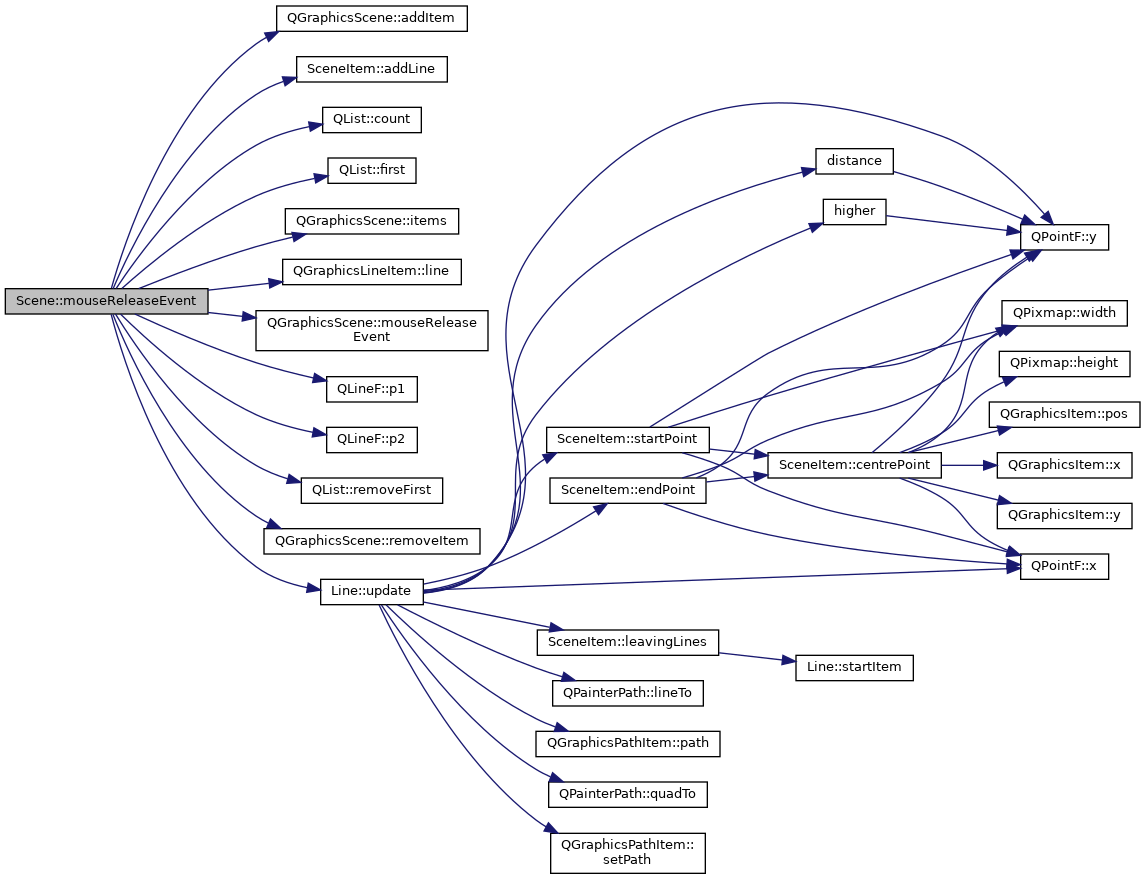 QGraphicsScene::addItem
SceneItem::addLine
QList::count
QList::first
QGraphicsScene::items
QGraphicsLineItem::line
Scene::mouseReleaseEvent
QGraphicsScene::mouseRelease
Event
QLineF::p1
QLineF::p2
QList::removeFirst
QGraphicsScene::removeItem
Line::update
distance
higher
SceneItem::startPoint
SceneItem::endPoint
SceneItem::leavingLines
QPainterPath::lineTo
QGraphicsPathItem::path
QPainterPath::quadTo
QGraphicsPathItem::
setPath
SceneItem::centrePoint
Line::startItem
QPointF::y
QPixmap::width
QPixmap::height
QGraphicsItem::pos
QGraphicsItem::x
QGraphicsItem::y
QPointF::x